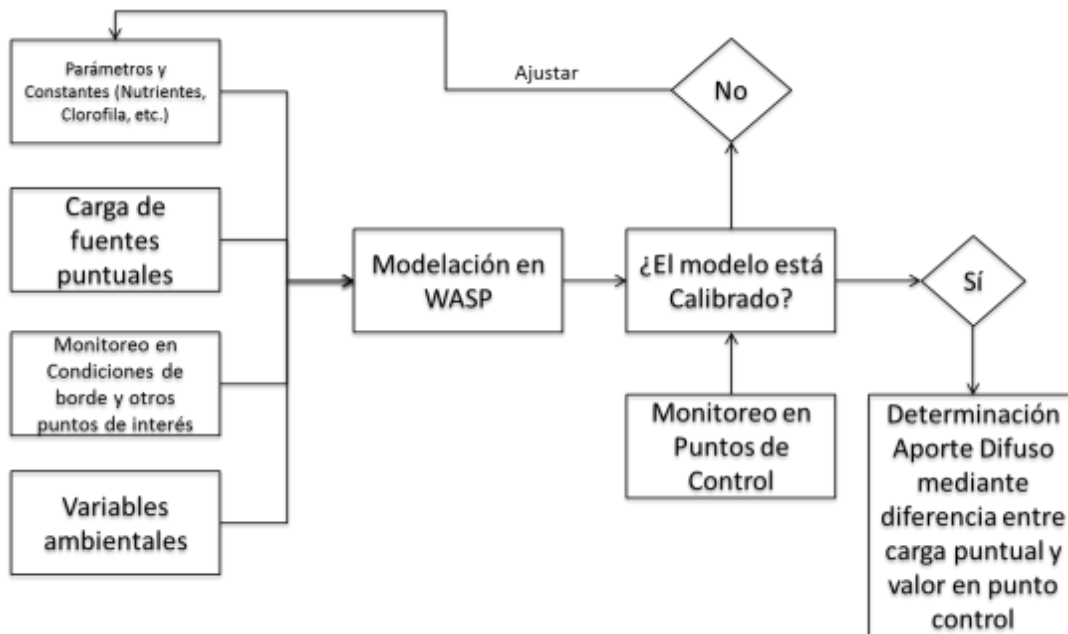 Parámetros y
Constantes (Nutrientes,
Clorofila, etc.)
Ajustar
No
Carga de
fuentes
puntuales
Modelación en
WASP
¿El modelo está
Calibrado?
Sí
Monitoreo en
Condiciones de
borde y otros
puntos de interés
Monitoreo en
Puntos de
Control
Determinación
Aporte Difuso
mediante
diferencia entre
carga puntual y
valor en punto
control
Variables
ambientales